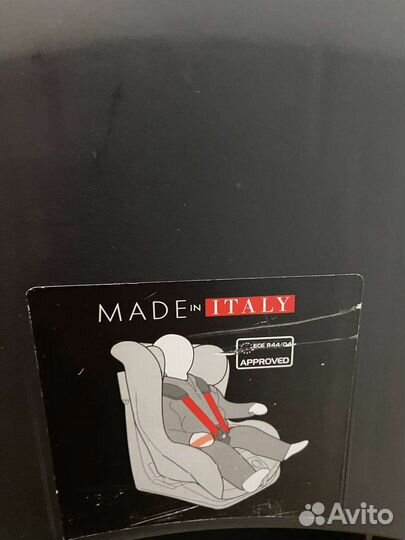 MADE IN ITALY
ECE R44/04
APPROVED
Avito